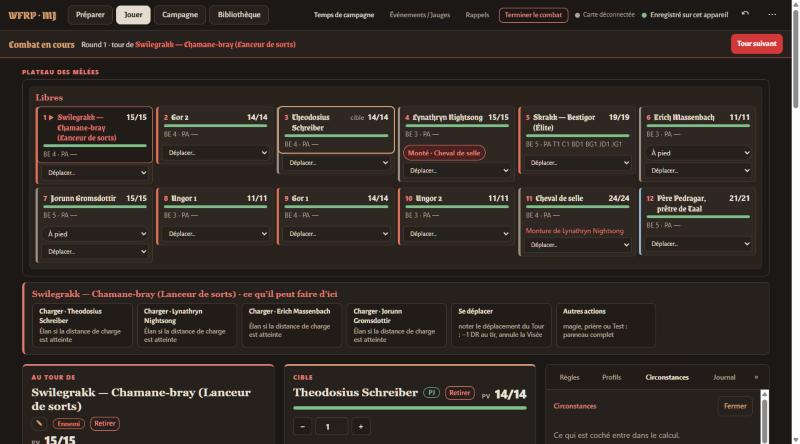 WFRP · MJ
Préparer
Jouer
Campagne
Bibliothèque
Temps de campagne
Événements/Jauges
Rappels
Terminer le combat
Carte déconnectée
Enregistré sur cet appareil
Combat en cours
Round 1 · tour de Swilegrakk — Chamane-bray (Lanceur de sorts)
Tour suivant
PLATEAU DES MÊLÉES
Libres
1 Swilegrakk — Chamane-bray (Lanceur de sorts) 15/15
BE 4 · PA —
Déplacer...
2 Gor 2 14/14
BE 4 · PA —
Déplacer...
3 Theodosius Schreiber cible 14/14
BE 4 · PA —
Déplacer...
4 Lynathryn Nightsong 15/15
BE 3 · PA —
Monté · Cheval de selle
Déplacer...
5 Skrakk — Bestigor (Élite) 19/19
BE 5 · PA T1 C1 BD1 BG1 JD1 JG1
Déplacer...
6 Erich Massenbach 11/11
BE 3 · PA —
À pied
Déplacer...
7 Jorunn Gromsdottir 15/15
BE 5 · PA —
À pied
Déplacer...
8 Ungor 1 11/11
BE 3 · PA —
Déplacer...
9 Gor 1 14/14
BE 4 · PA —
Déplacer...
10 Ungor 2 11/11
BE 3 · PA —
Déplacer...
11 Cheval de selle 24/24
BE 4 · PA —
Monture de Lynathryn Nightsong
Déplacer...
12 Père Pedragar, prêtre de Taal 21/21
BE 5 · PA —
Déplacer...
Swilegrakk — Chamane-bray (Lanceur de sorts) · ce qu'il peut faire d'ici
Charger · Theodosius Schreiber
Élan si la distance de charge est atteinte
Charger · Lynathryn Nightsong
Élan si la distance de charge est atteinte
Charger · Erich Massenbach
Élan si la distance de charge est atteinte
Charger · Jorunn Gromsdottir
Élan si la distance de charge est atteinte
Se déplacer
noter le déplacement du Tour : −1 DR au tir, annule la Visée
Autres actions
magie, prière ou Test : panneau complet
AU TOUR DE
Swilegrakk — Chamane-bray (Lanceur de sorts)
Ennemi
Retirer
PV 15/15
CIBLE
Theodosius Schreiber
PJ
Retirer
PV 14/14
− 1 +
Règles
Profils
Circonstances
Journal
»
Circonstances
Fermer
Ce qui est coché entre dans le calcul.